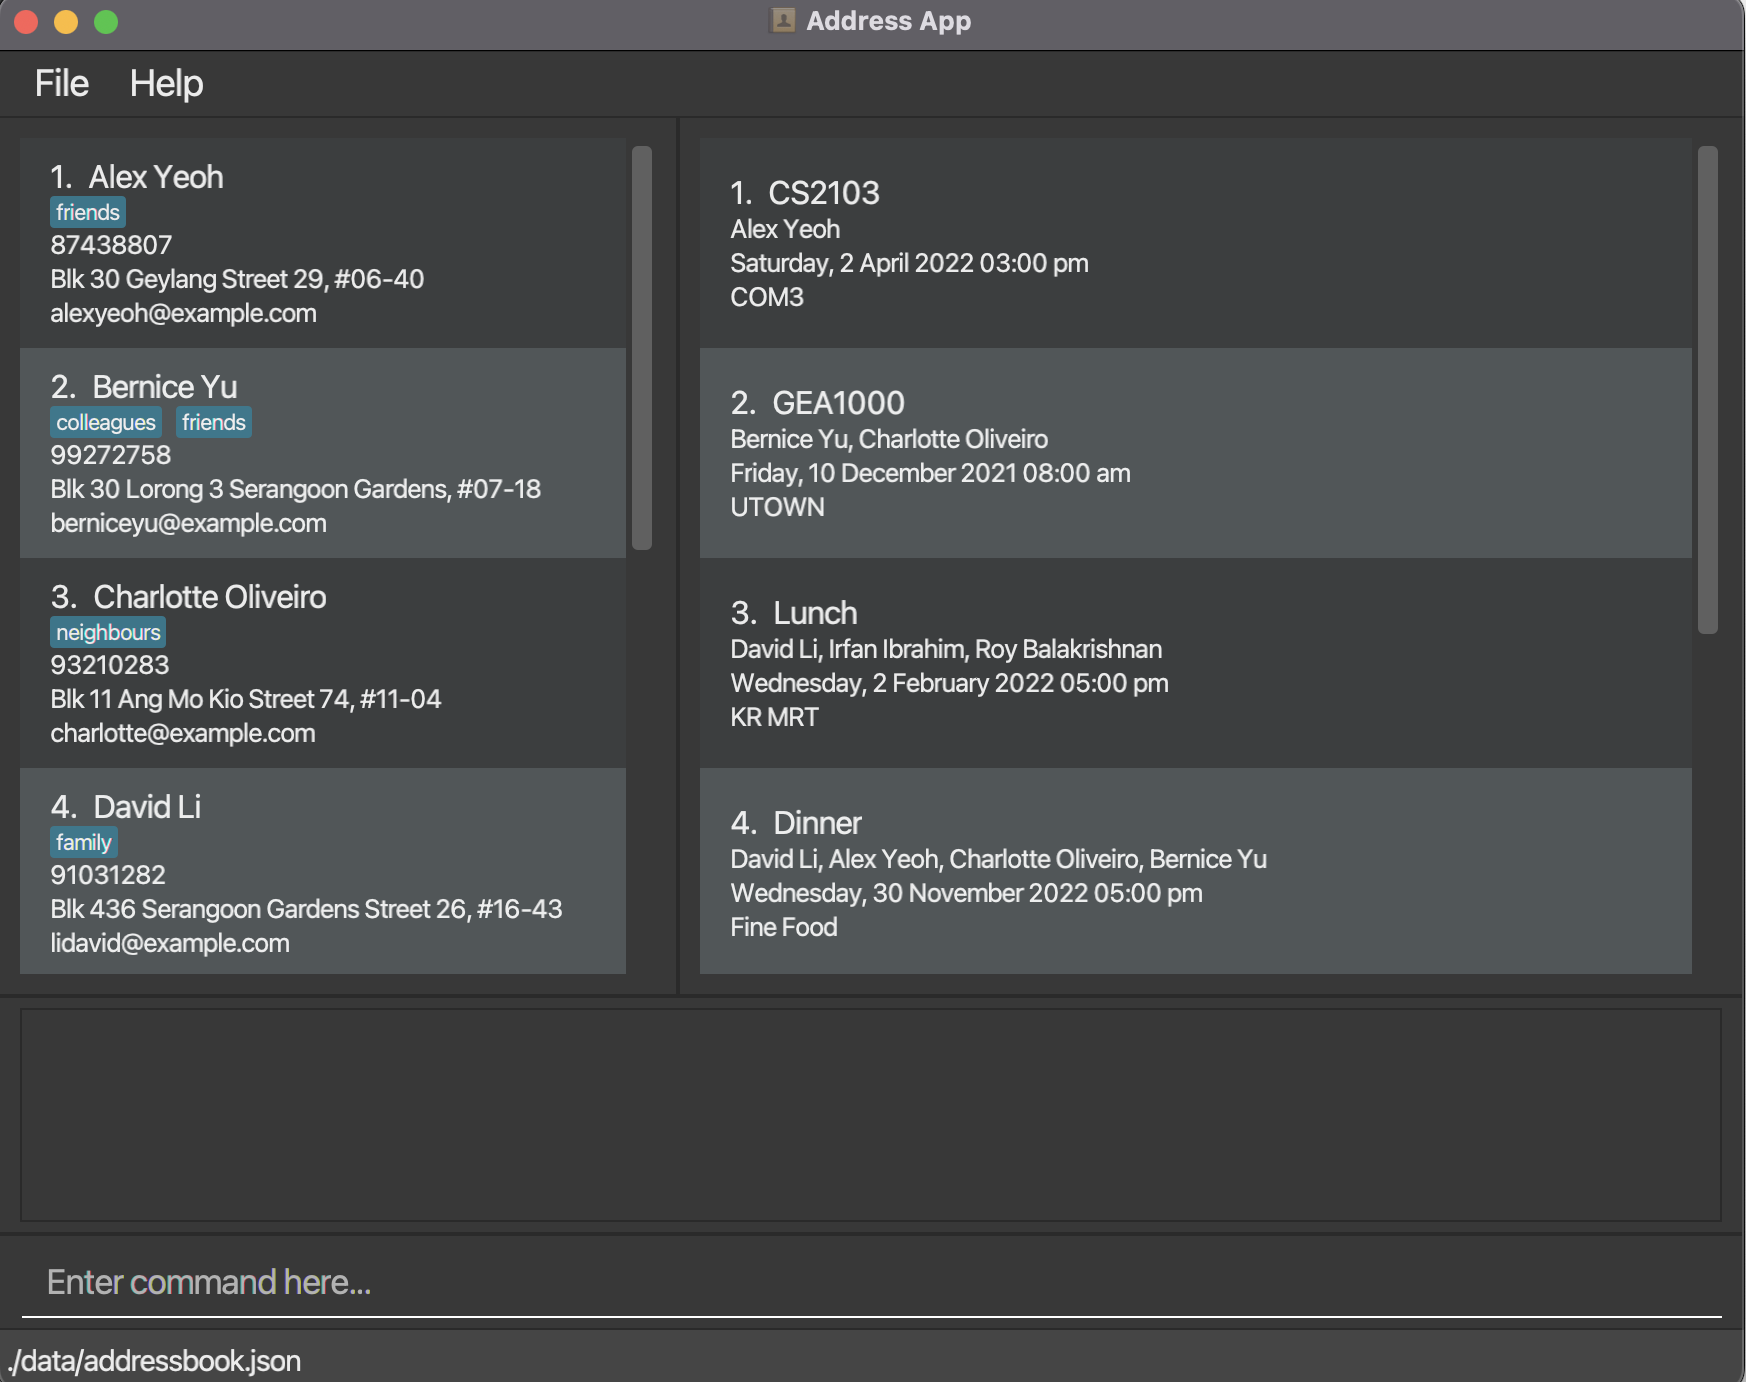 Address App
File Help
1. Alex Yeoh
friends
87438807
Blk 30 Geylang Street 29, #06-40
alexyeoh@example.com
2. Bernice Yu
colleagues friends
99272758
Blk 30 Lorong 3 Serangoon Gardens, #07-18
berniceyu@example.com
3. Charlotte Oliveiro
neighbours
93210283
Blk 11 Ang Mo Kio Street 74, #11-04
charlotte@example.com
4. David Li
family
91031282
Blk 436 Serangoon Gardens Street 26, #16-43
lidavid@example.com
1. CS2103
Alex Yeoh
Saturday, 2 April 2022 03:00 pm
COM3
2. GEA1000
Bernice Yu, Charlotte Oliveiro
Friday, 10 December 2021 08:00 am
UTOWN
3. Lunch
David Li, Irfan Ibrahim, Roy Balakrishnan
Wednesday, 2 February 2022 05:00 pm
KR MRT
4. Dinner
David Li, Alex Yeoh, Charlotte Oliveiro, Bernice Yu
Wednesday, 30 November 2022 05:00 pm
Fine Food
Enter command here...
./data/addressbook.json